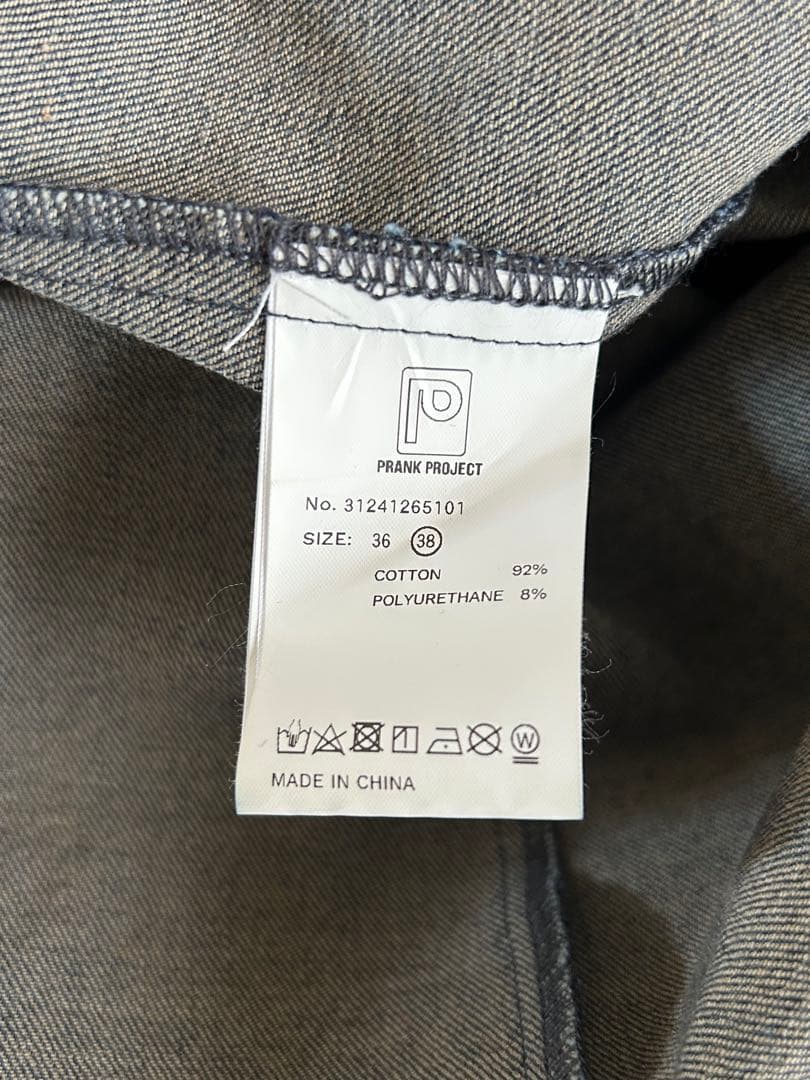 P
PRANK PROJECT
No. 31241265101
SIZE: 36 38
COTTON 92%
POLYURETHANE 8%
W
MADE IN CHINA